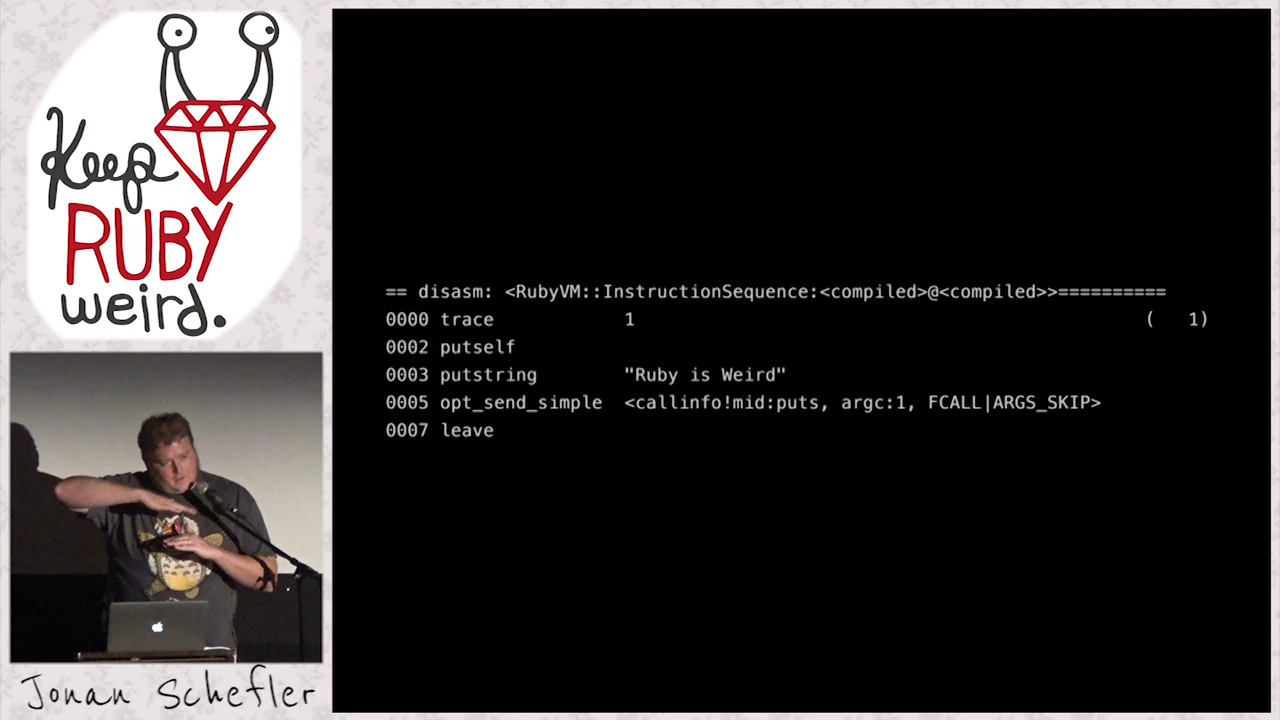 Keep
RUBY
weird.
== disasm: <RubyVM::InstructionSequence:<compiled>@<compiled>>==========
0000 trace            1                                               (   1)
0002 putself
0003 putstring        "Ruby is Weird"
0005 opt_send_simple  <callinfo!mid:puts, argc:1, FCALL|ARGS_SKIP>
0007 leave
Jonan Schefler